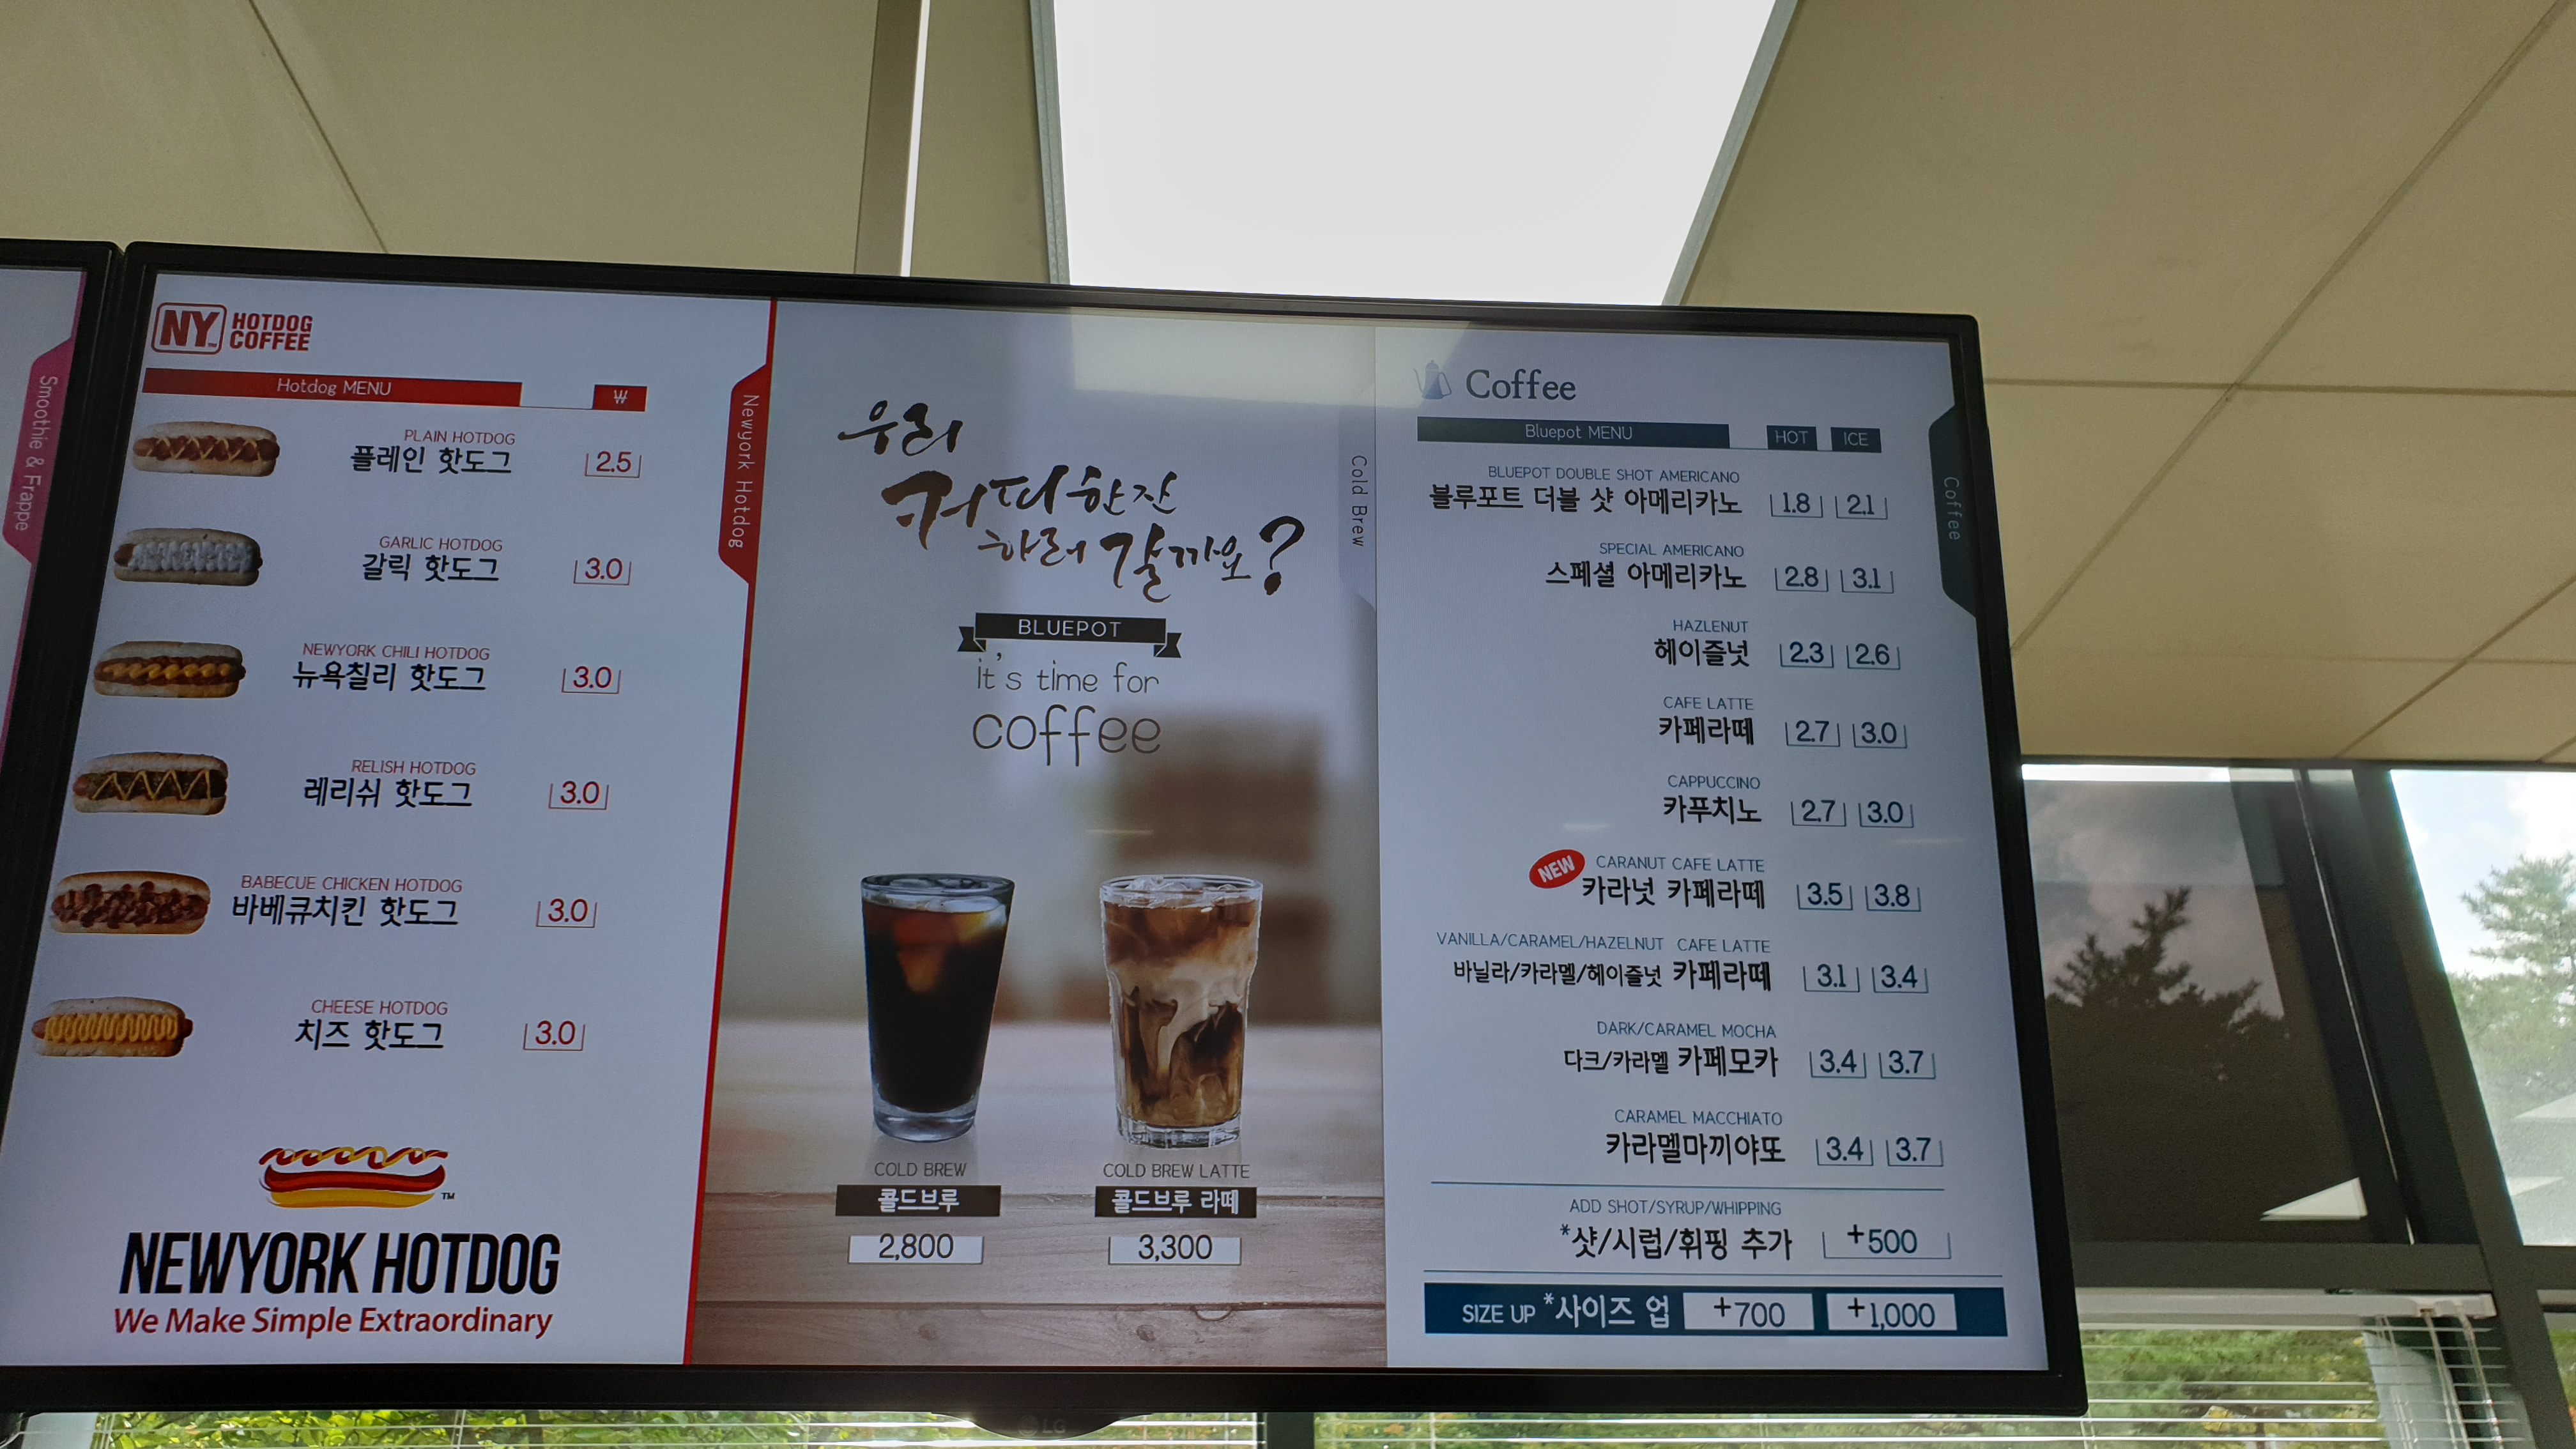 Smoothie & Frappe
NY™ HOTDOG COFFEE
Hotdog MENU ₩
PLAIN HOTDOG
플레인 핫도그 2.5
GARLIC HOTDOG
갈릭 핫도그 3.0
NEWYORK CHILI HOTDOG
뉴욕칠리 핫도그 3.0
RELISH HOTDOG
레리쉬 핫도그 3.0
BABECUE CHICKEN HOTDOG
바베큐치킨 핫도그 3.0
CHEESE HOTDOG
치즈 핫도그 3.0
TM
NEWYORK HOTDOG
We Make Simple Extraordinary
Newyork Hotdog
우리
커피 한잔
하러 갈까요?
BLUEPOT
it's time for
coffee
COLD BREW
콜드브루
2,800
COLD BREW LATTE
콜드브루 라떼
3,300
Cold Brew
Coffee
Bluepot MENU HOT ICE
BLUEPOT DOUBLE SHOT AMERICANO
블루포트 더블 샷 아메리카노 1.8 2.1
SPECIAL AMERICANO
스페셜 아메리카노 2.8 3.1
HAZLENUT
헤이즐넛 2.3 2.6
CAFE LATTE
카페라떼 2.7 3.0
CAPPUCCINO
카푸치노 2.7 3.0
NEW CARANUT CAFE LATTE
카라넛 카페라떼 3.5 3.8
VANILLA/CARAMEL/HAZELNUT CAFE LATTE
바닐라/카라멜/헤이즐넛 카페라떼 3.1 3.4
DARK/CARAMEL MOCHA
다크/카라멜 카페모카 3.4 3.7
CARAMEL MACCHIATO
카라멜마끼야또 3.4 3.7
ADD SHOT/SYRUP/WHIPPING
*샷/시럽/휘핑 추가 +500
SIZE UP *사이즈 업 +700 +1,000
Coffee
LG